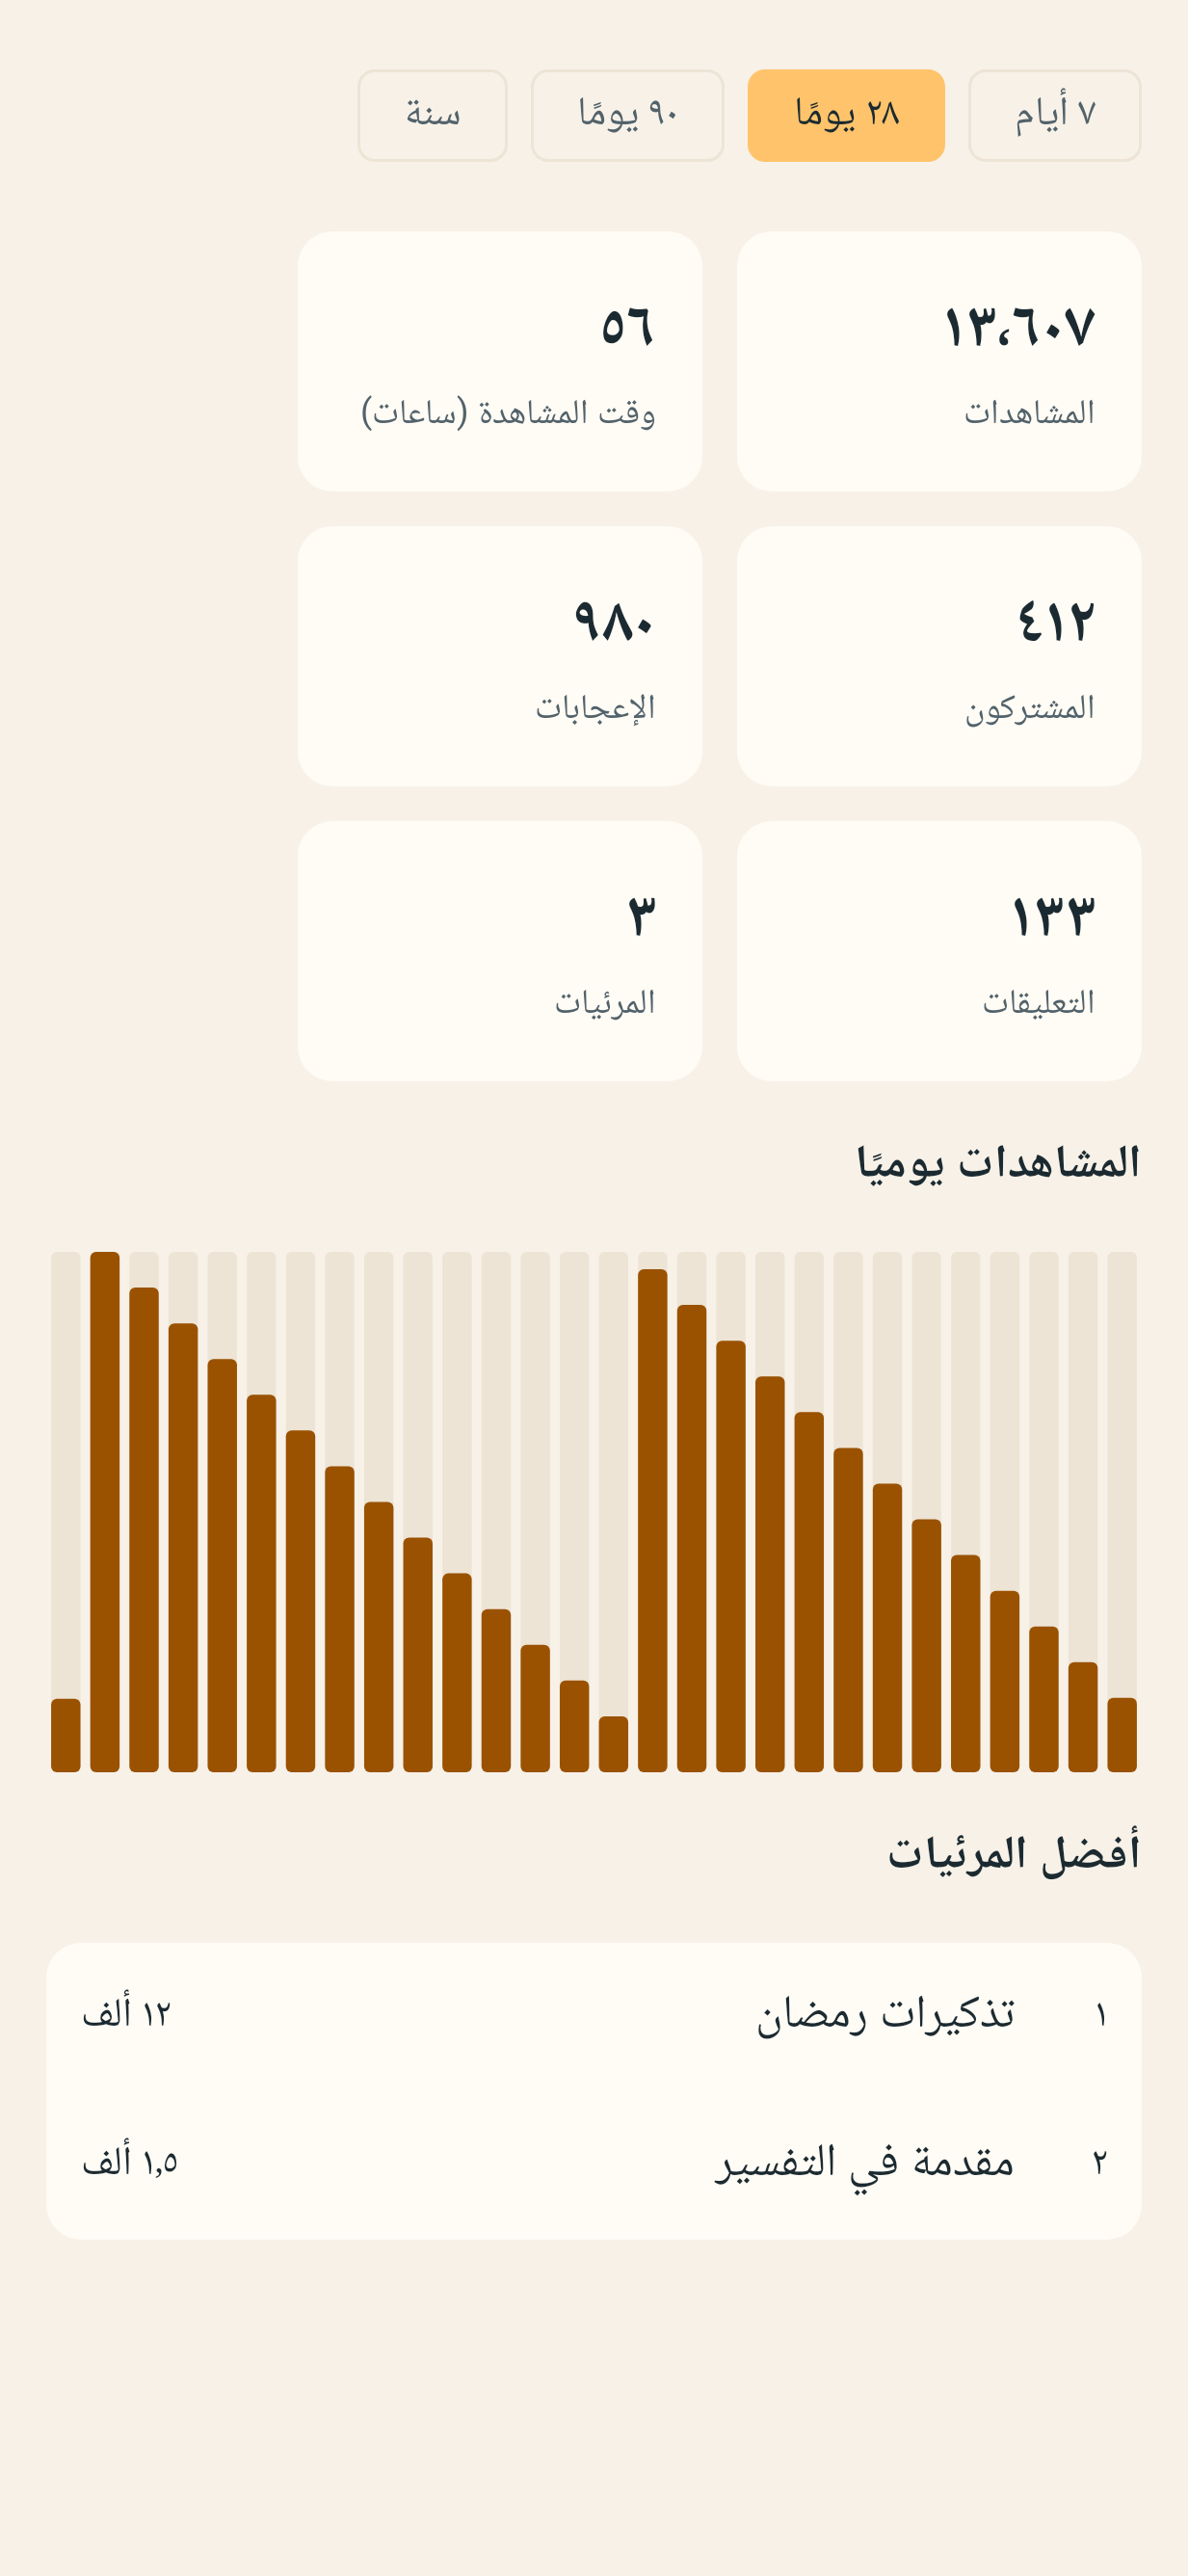 ٧ أيام
٢٨ يومًا
٩٠ يومًا
سنة
١٣،٦٠٧
المشاهدات
٥٦
وقت المشاهدة (ساعات)
٤١٢
المشتركون
٩٨٠
الإعجابات
١٣٣
التعليقات
٣
المرئيات
المشاهدات يوميًا
أفضل المرئيات
١ تذكيرات رمضان ١٢ ألف
٢ مقدمة في التفسير ١٫٥ ألف